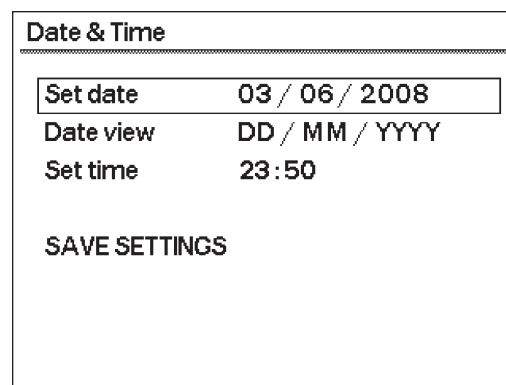 Date & Time
Set date 03 / 06 / 2008
Date view DD / MM / YYYY
Set time 23:50
SAVE SETTINGS